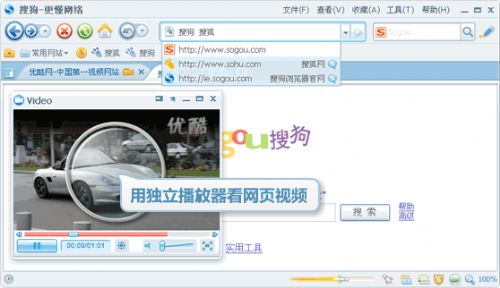 搜狗-更懂网络
文件(F) 查看(V) 收藏(A) 工具(T) 帮助(H)
搜狗 搜狐
Sogou
常用网站 搜狐 搜狗
http://www.sogou.com
http://www.sohu.com 搜狐网
http://ie.sogou.com 搜狗浏览器官网
优酷网-中国第一视频网站
Video
优酷
gou搜狗
用独立播放器看网页视频
搜 索
帮助
高级
00:09/01:01
实用工具
100%